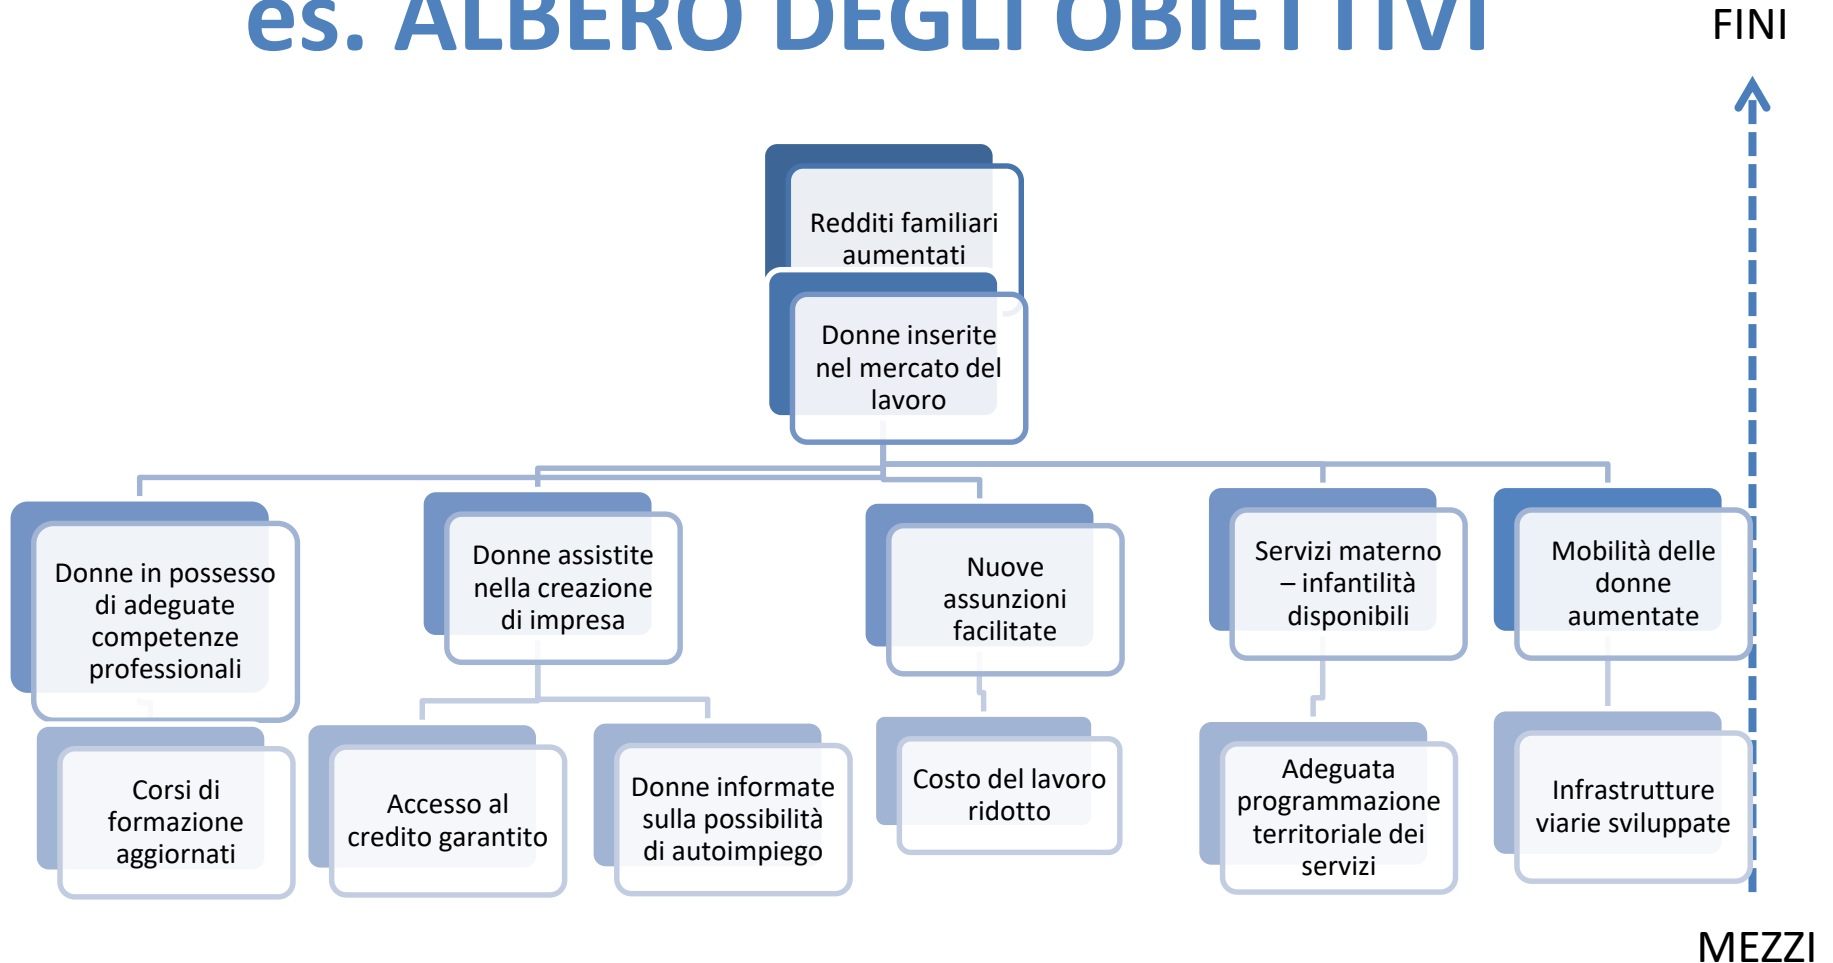 es. ALBERO DEGLI OBIETTIVI
FINI
Redditi familiari
aumentati
Donne inserite
nel mercato del
lavoro
Donne in possesso
di adeguate
competenze
professionali
Donne assistite
nella creazione
di impresa
Nuove
assunzioni
facilitate
Servizi materno
– infantilità
disponibili
Mobilità delle
donne
aumentate
Corsi di
formazione
aggiornati
Accesso al
credito garantito
Donne informate
sulla possibilità
di autoimpiego
Costo del lavoro
ridotto
Adeguata
programmazione
territoriale dei
servizi
Infrastrutture
viarie sviluppate
MEZZI